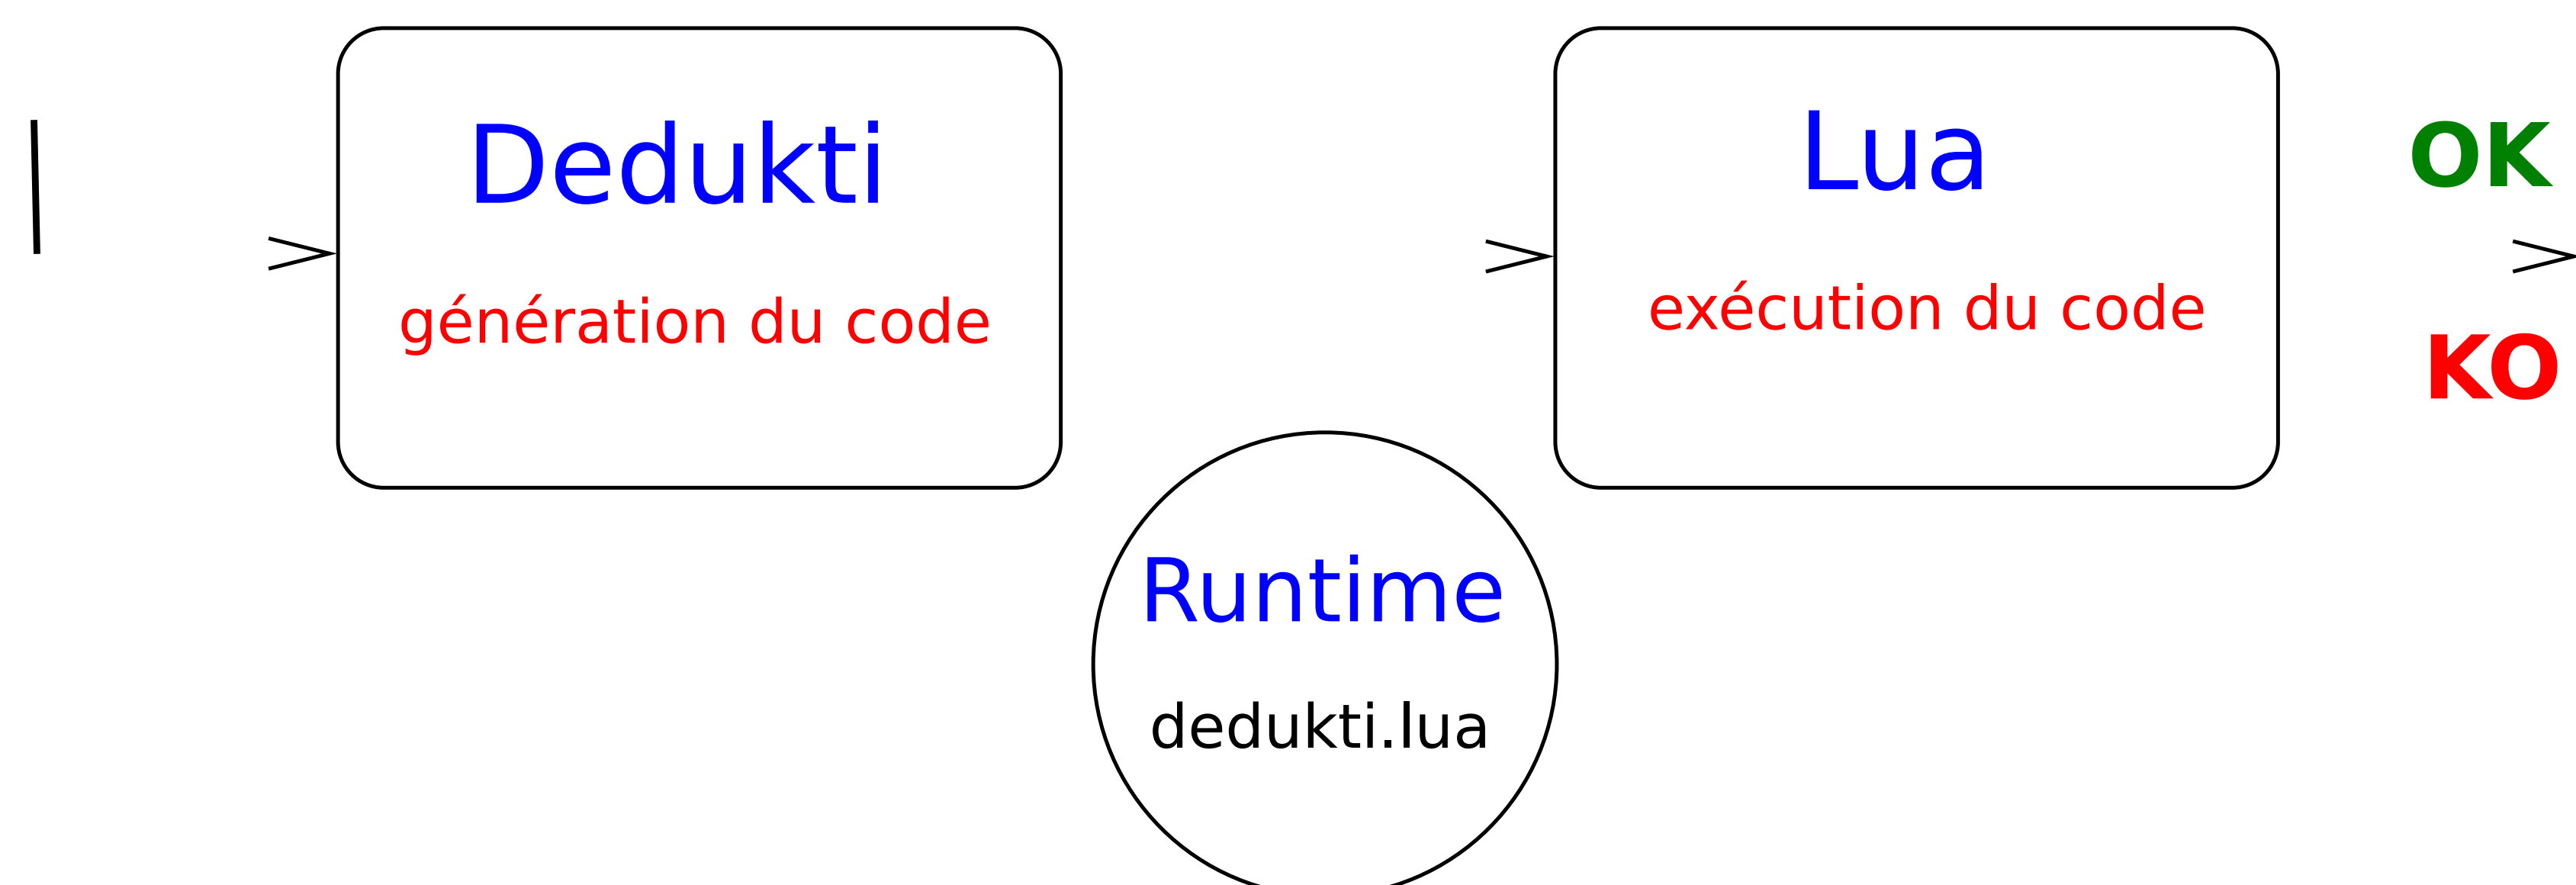 Dedukti
génération du code
Lua
exécution du code
OK
KO
Runtime
dedukti.lua